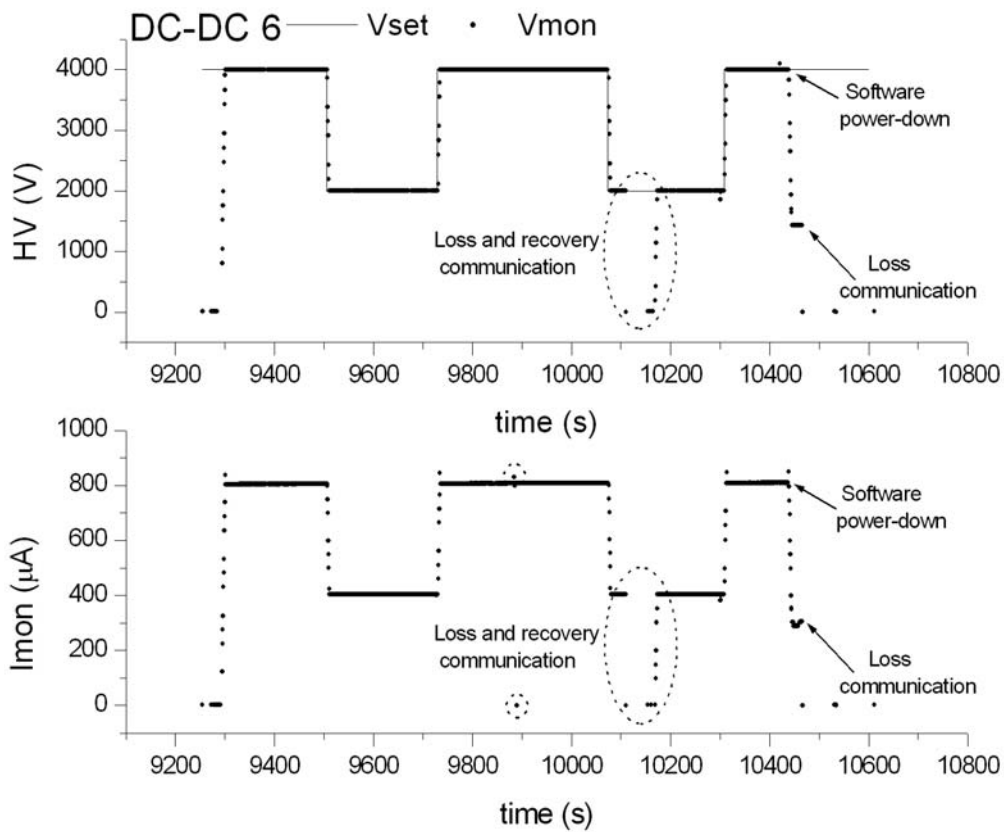 DC-DC 6 — Vset • Vmon
4000
3000
2000
1000
0
HV (V)
Software
power-down
Loss and recovery
communication
Loss
communication
9200 9400 9600 9800 10000 10200 10400 10600 10800
time (s)
1000
800
600
400
200
0
Imon (µA)
Software
power-down
Loss and recovery
communication
Loss
communication
9200 9400 9600 9800 10000 10200 10400 10600 10800
time (s)